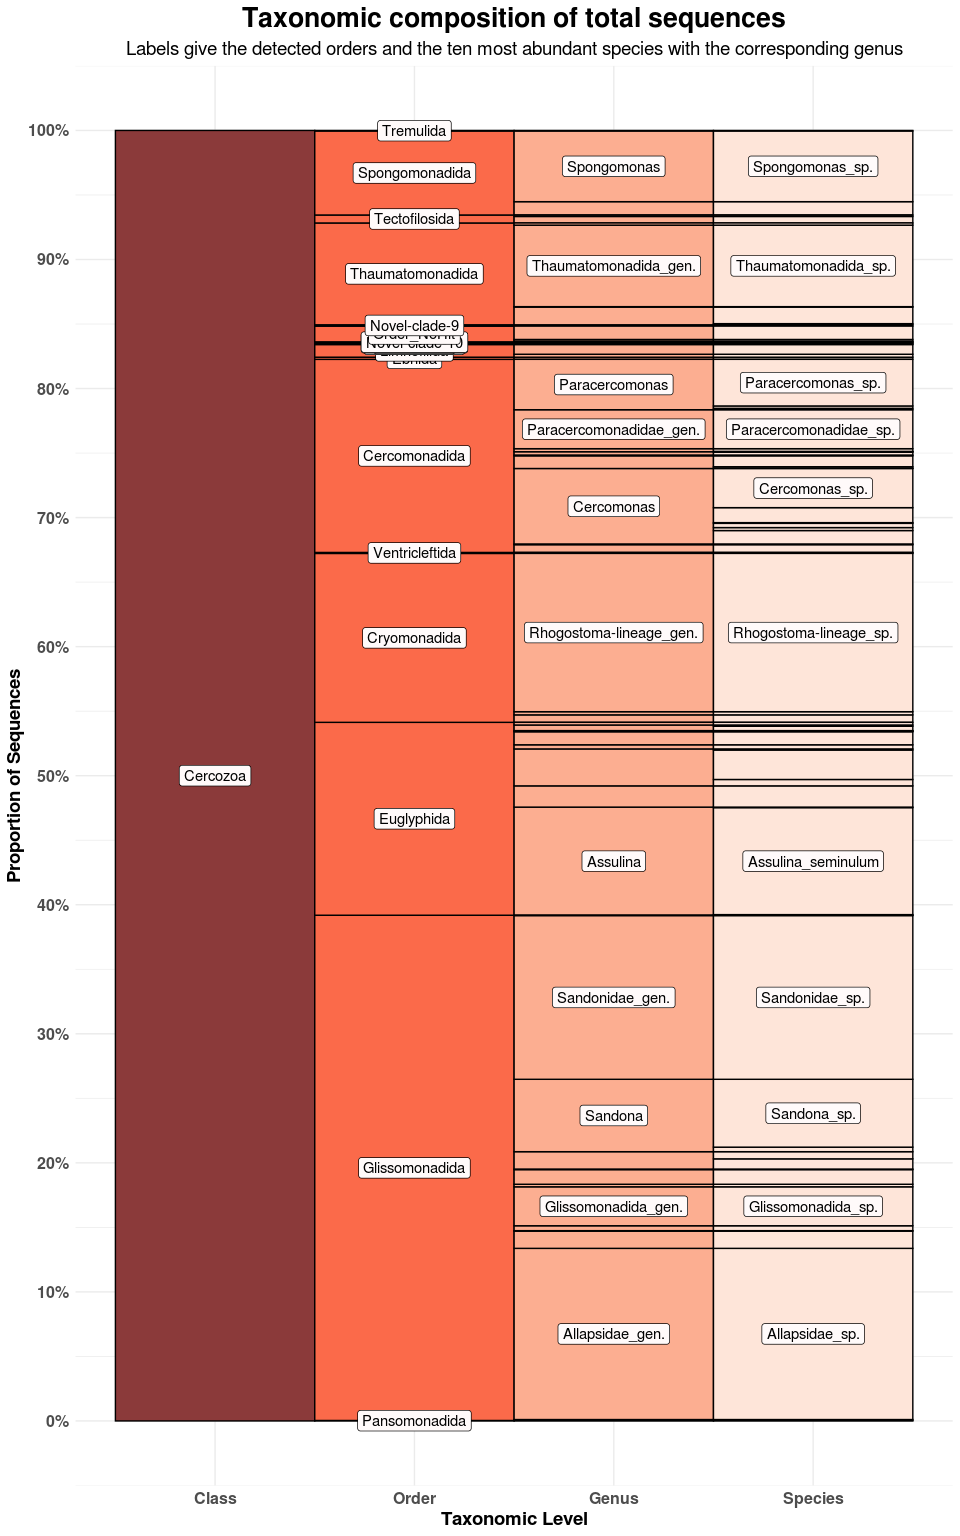 Taxonomic composition of total sequences
Labels give the detected orders and the ten most abundant species with the corresponding genus
Proportion of Sequences
100%
90%
80%
70%
60%
50%
40%
30%
20%
10%
0%
Cercozoa
Tremulida
Spongomonadida
Tectofilosida
Thaumatomonadida
Novel-clade-9
Novel-clade-10
Ebriida
Cercomonadida
Ventricleftida
Cryomonadida
Euglyphida
Glissomonadida
Pansomonadida
Spongomonas
Thaumatomonadida_gen.
Paracercomonas
Paracercomonadidae_gen.
Cercomonas
Rhogostoma-lineage_gen.
Assulina
Sandonidae_gen.
Sandona
Glissomonadida_gen.
Allapsidae_gen.
Spongomonas_sp.
Thaumatomonadida_sp.
Paracercomonas_sp.
Paracercomonadidae_sp.
Cercomonas_sp.
Rhogostoma-lineage_sp.
Assulina_seminulum
Sandonidae_sp.
Sandona_sp.
Glissomonadida_sp.
Allapsidae_sp.
Class
Order
Genus
Species
Taxonomic Level